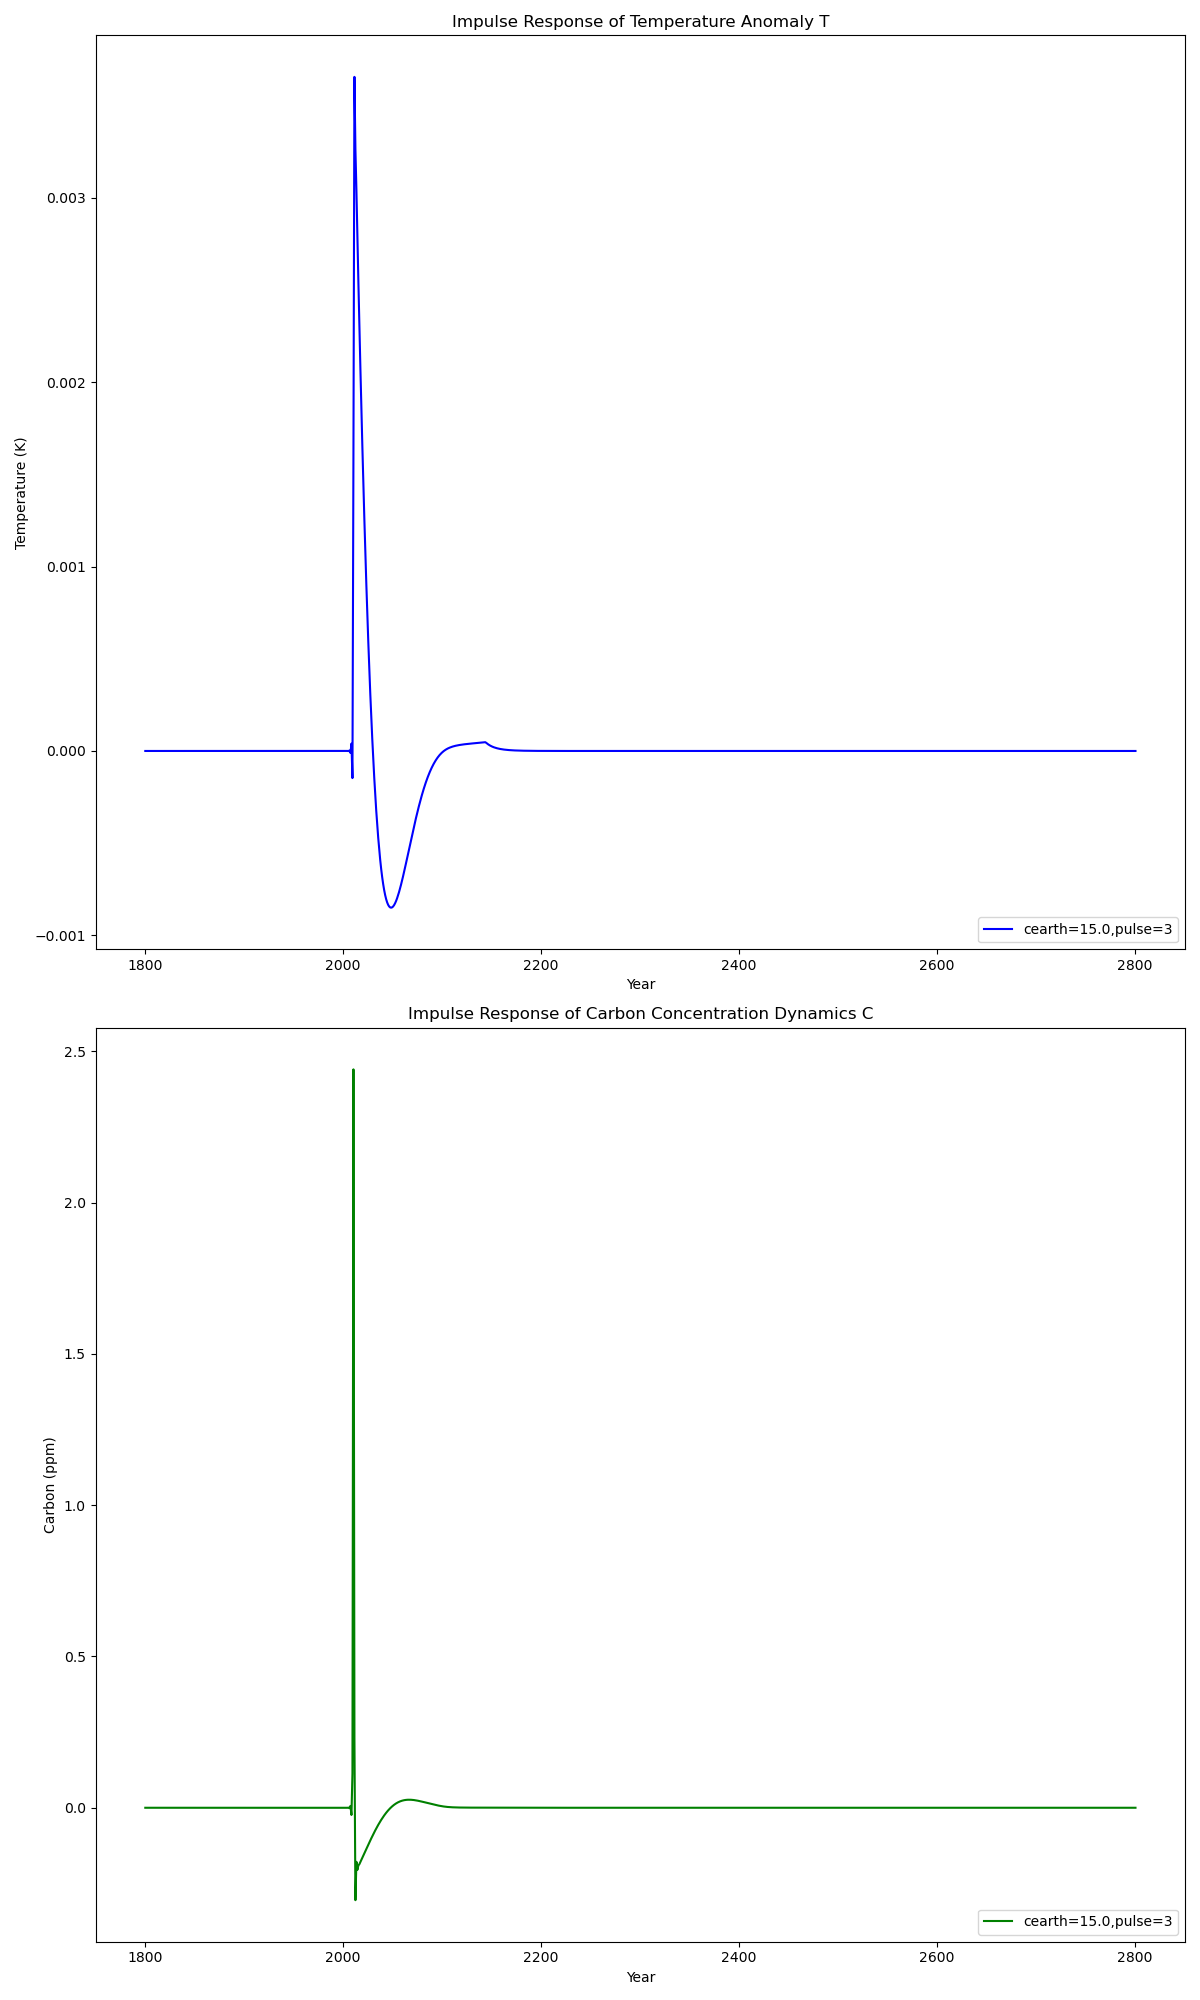 Impulse Response of Temperature Anomaly T
0.003
0.002
0.001
0.000
−0.001
Temperature (K)
cearth=15.0,pulse=3
1800 2000 2200 2400 2600 2800
Year
Impulse Response of Carbon Concentration Dynamics C
2.5
2.0
1.5
1.0
0.5
0.0
Carbon (ppm)
cearth=15.0,pulse=3
1800 2000 2200 2400 2600 2800
Year